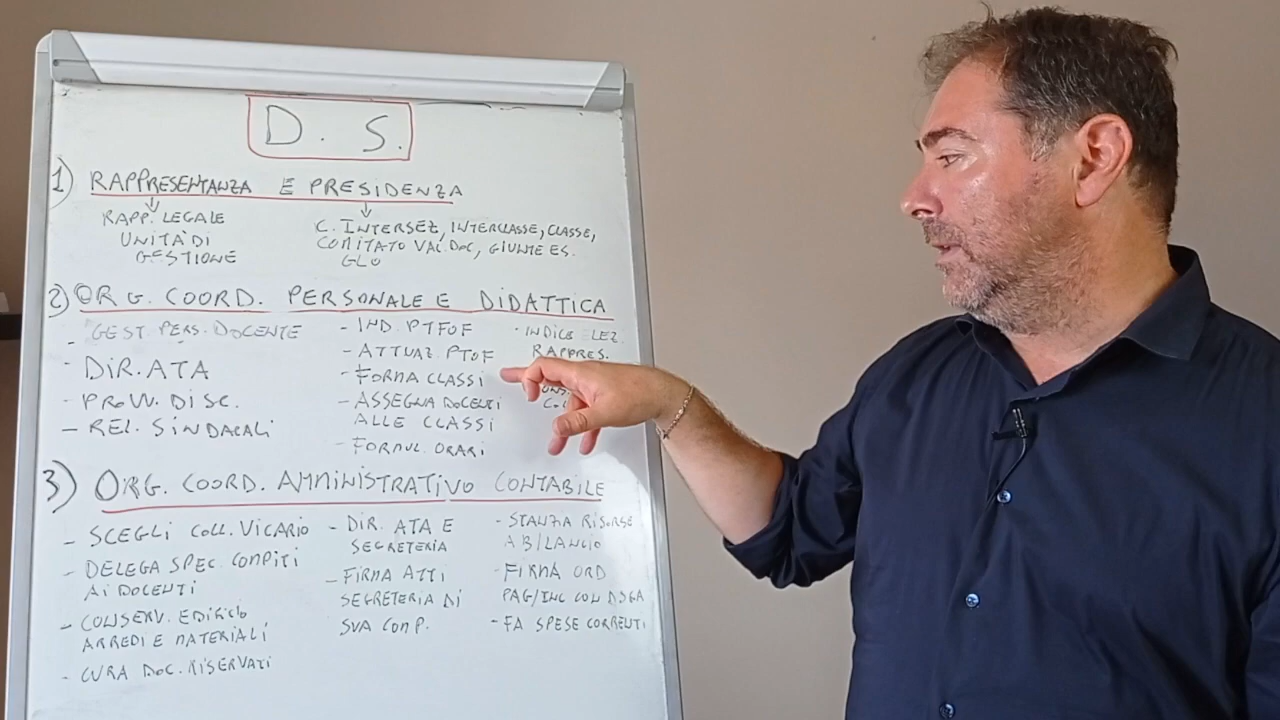 D. S.
1) RAPPRESENTANZA E PRESIDENZA
RAPP. LEGALE
UNITÀ DI
GESTIONE
C. INTERSEZ, INTERCLASSE, CLASSE,
COMITATO VAL. DOC, GIUNTE ES.
GLO
2) ORG. COORD. PERSONALE E DIDATTICA
- GEST. PERS. DOCENTE
- DIR. ATA
- PROVV. DISC.
- REL. SINDACALI
- IND. PTFOF
- ATTUAZ. PTOF
- FORMA CLASSI
- ASSEGNA DOCENTI
ALLE CLASSI
- FORMUL. ORARI
- INDICE ELEZ.
RAPPRES.
3) ORG. COORD. AMMINISTRATIVO CONTABILE
- SCEGLI COLL. VICARIO
- DELEGA SPEC. COMPITI
AI DOCENTI
- CONSERV. EDIFICIO
ARREDI E MATERIALI
- CURA DOC. RISERVATI
- DIR. ATA E
SEGRETERIA
- FIRMA ATTI
SEGRETERIA DI
SUA COMP.
- STANZIA RISORSE
A BILANCIO
- FIRMA ORD
PAG/INC CON DSGA
- FA SPESE CORRENTI